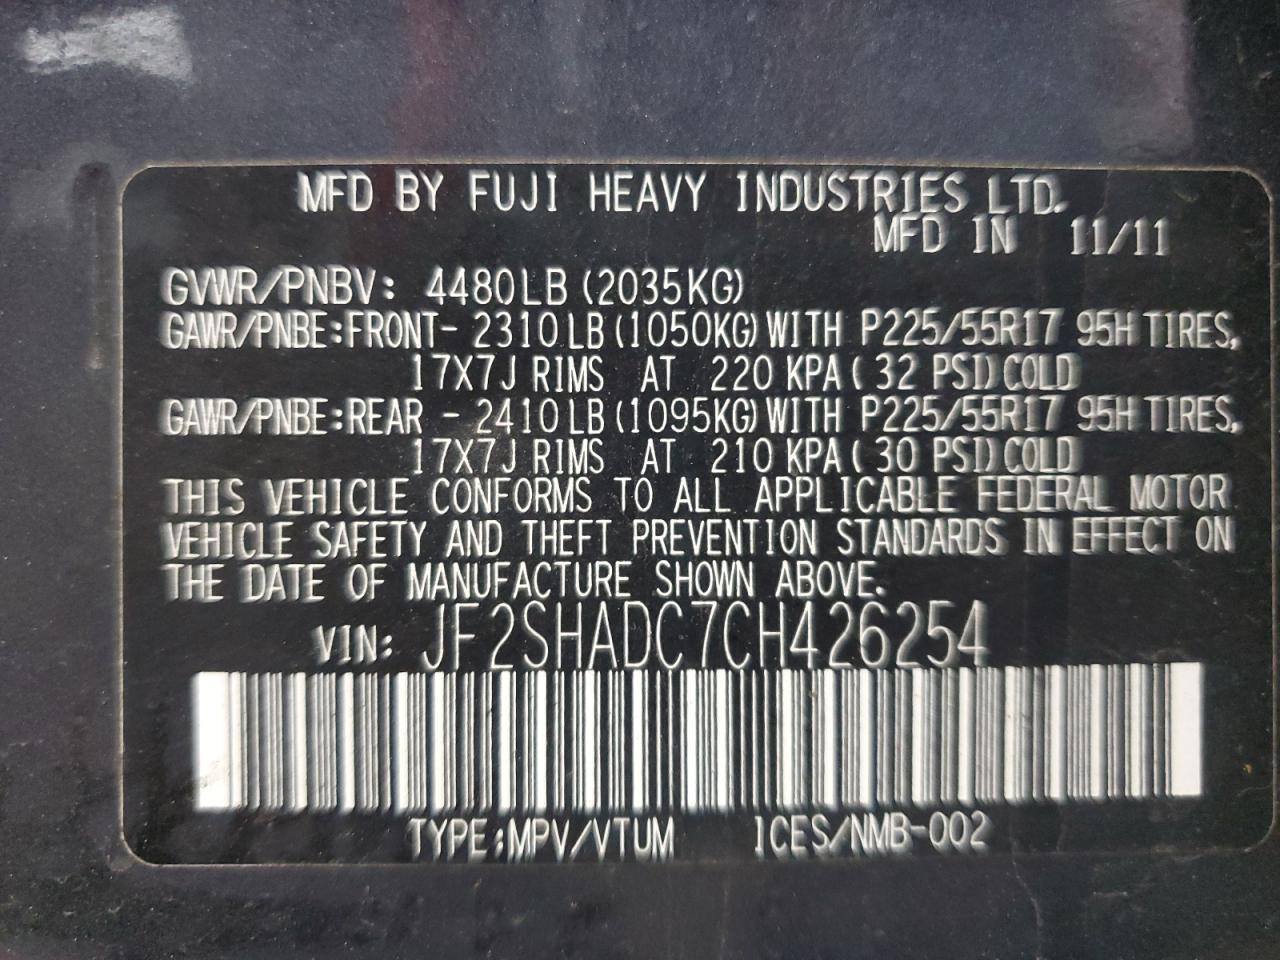 MFD BY FUJI HEAVY INDUSTRIES LTD.
MFD IN 11/11
GVWR/PNBV: 4480LB (2035KG)
GAWR/PNBE:FRONT- 2310LB(1050KG)WITH P225/55R17 95H TIRES,
17X7J RIMS AT 220 KPA( 32 PSI)COLD
GAWR/PNBE:REAR - 2410LB(1095KG)WITH P225/55R17 95H TIRES,
17X7J RIMS AT 210 KPA( 30 PSI)COLD
THIS VEHICLE CONFORMS TO ALL APPLICABLE FEDERAL MOTOR
VEHICLE SAFETY AND THEFT PREVENTION STANDARDS IN EFFECT ON
THE DATE OF MANUFACTURE SHOWN ABOVE.
VIN: JF2SHADC7CH426254
TYPE:MPV/VTUM ICES/NMB-002